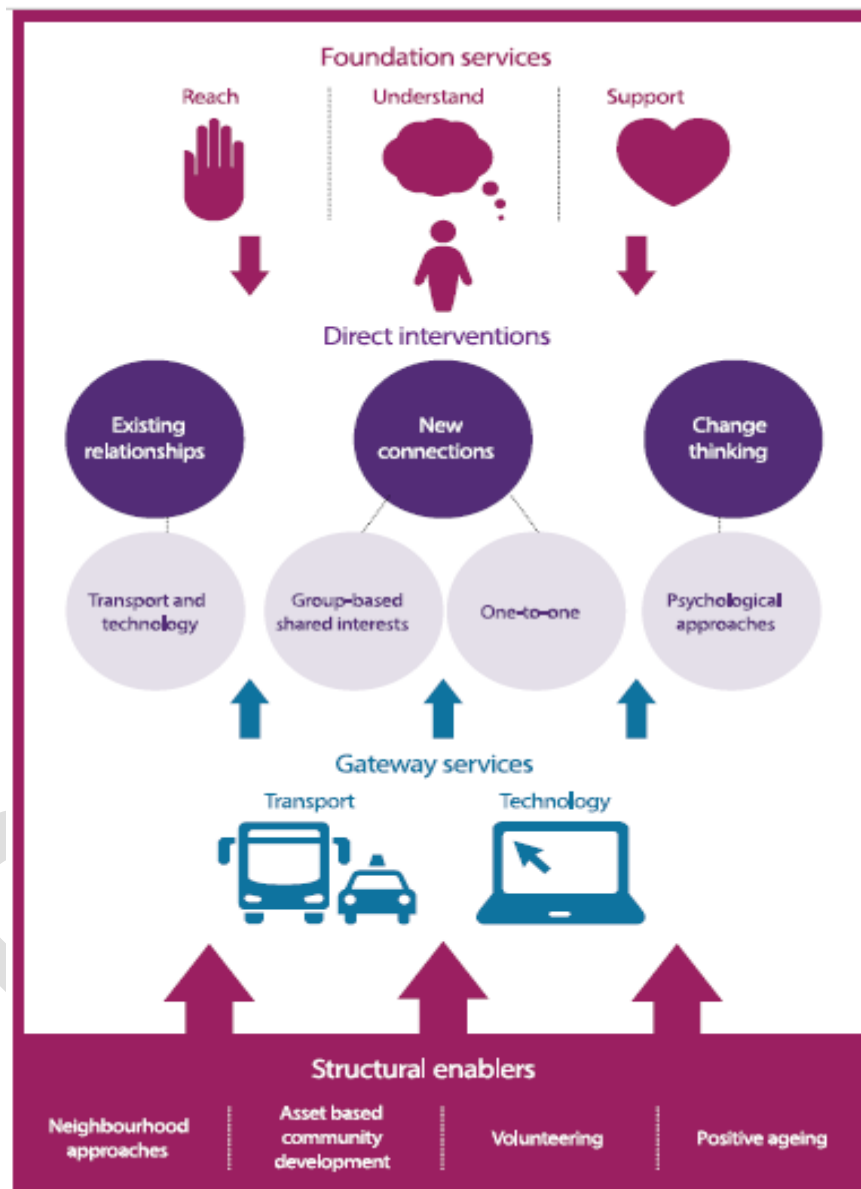 Foundation services
Reach
Understand
Support
Direct interventions
Existing
relationships
New
connections
Change
thinking
Transport and
technology
Group-based
shared interests
One-to-one
Psychological
approaches
Gateway services
Transport
Technology
Structural enablers
Neighbourhood
approaches
Asset based
community
development
Volunteering
Positive ageing